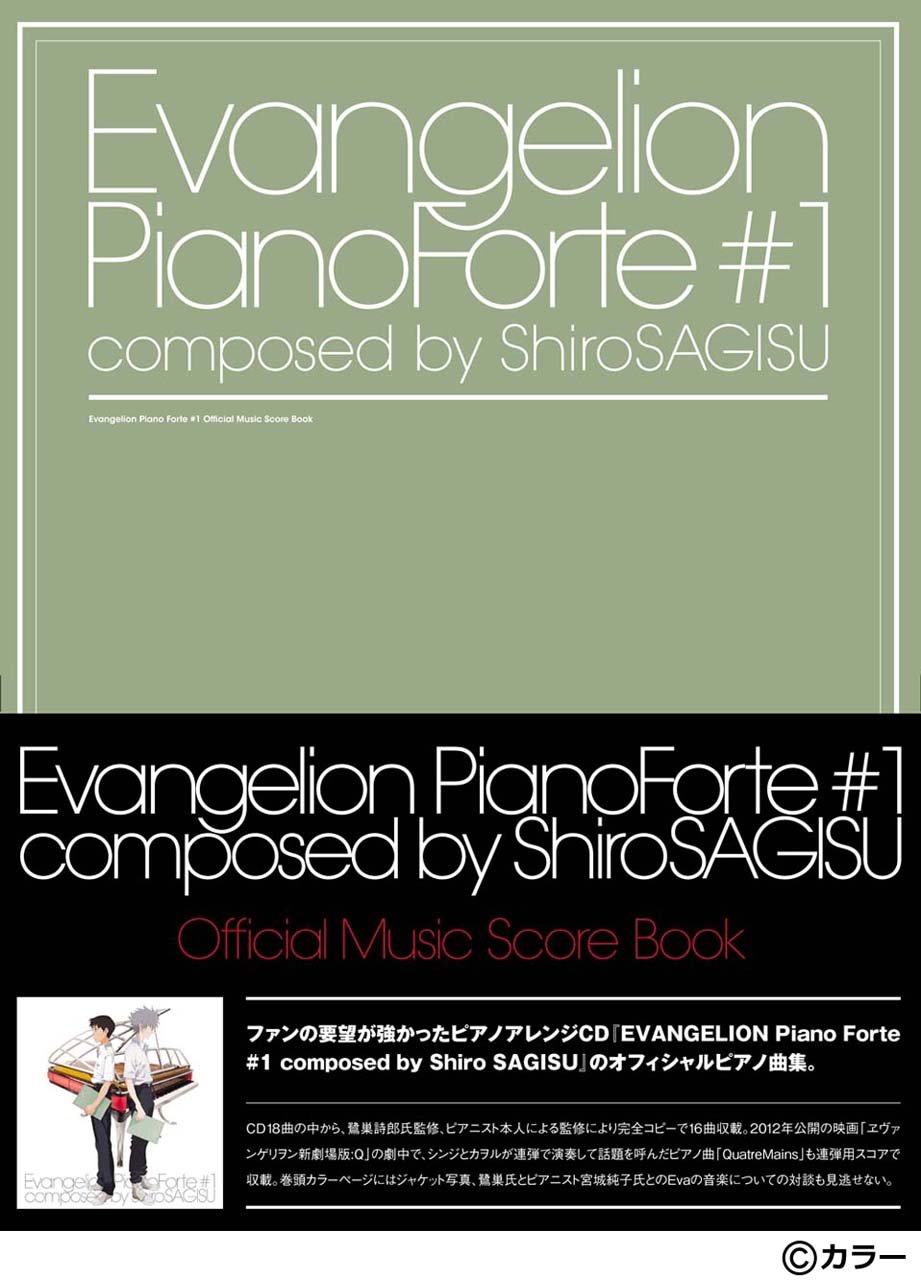 Evangelion
PianoForte #1
composed by ShiroSAGISU
Evangelion Piano Forte #1 Official Music Score Book
Evangelion PianoForte #1
composed by ShiroSAGISU
Official Music Score Book
ファンの要望が強かったピアノアレンジCD『EVANGELION Piano Forte
#1 composed by Shiro SAGISU』のオフィシャルピアノ曲集。
CD18曲の中から、鷺巣詩郎氏監修、ピアニスト本人による監修により完全コピーで16曲収載。2012年公開の映画「ヱヴァ
ンゲリヲン新劇場版:Q」の劇中で、シンジとカヲルが連弾で演奏して話題を呼んだピアノ曲「QuatreMains」も連弾用スコアで
収載。巻頭カラーページにはジャケット写真、鷺巣氏とピアニスト宮城純子氏とのEvaの音楽についての対談も見逃せない。
Evangelion PianoForte #1
composed by ShiroSAGISU
©カラー